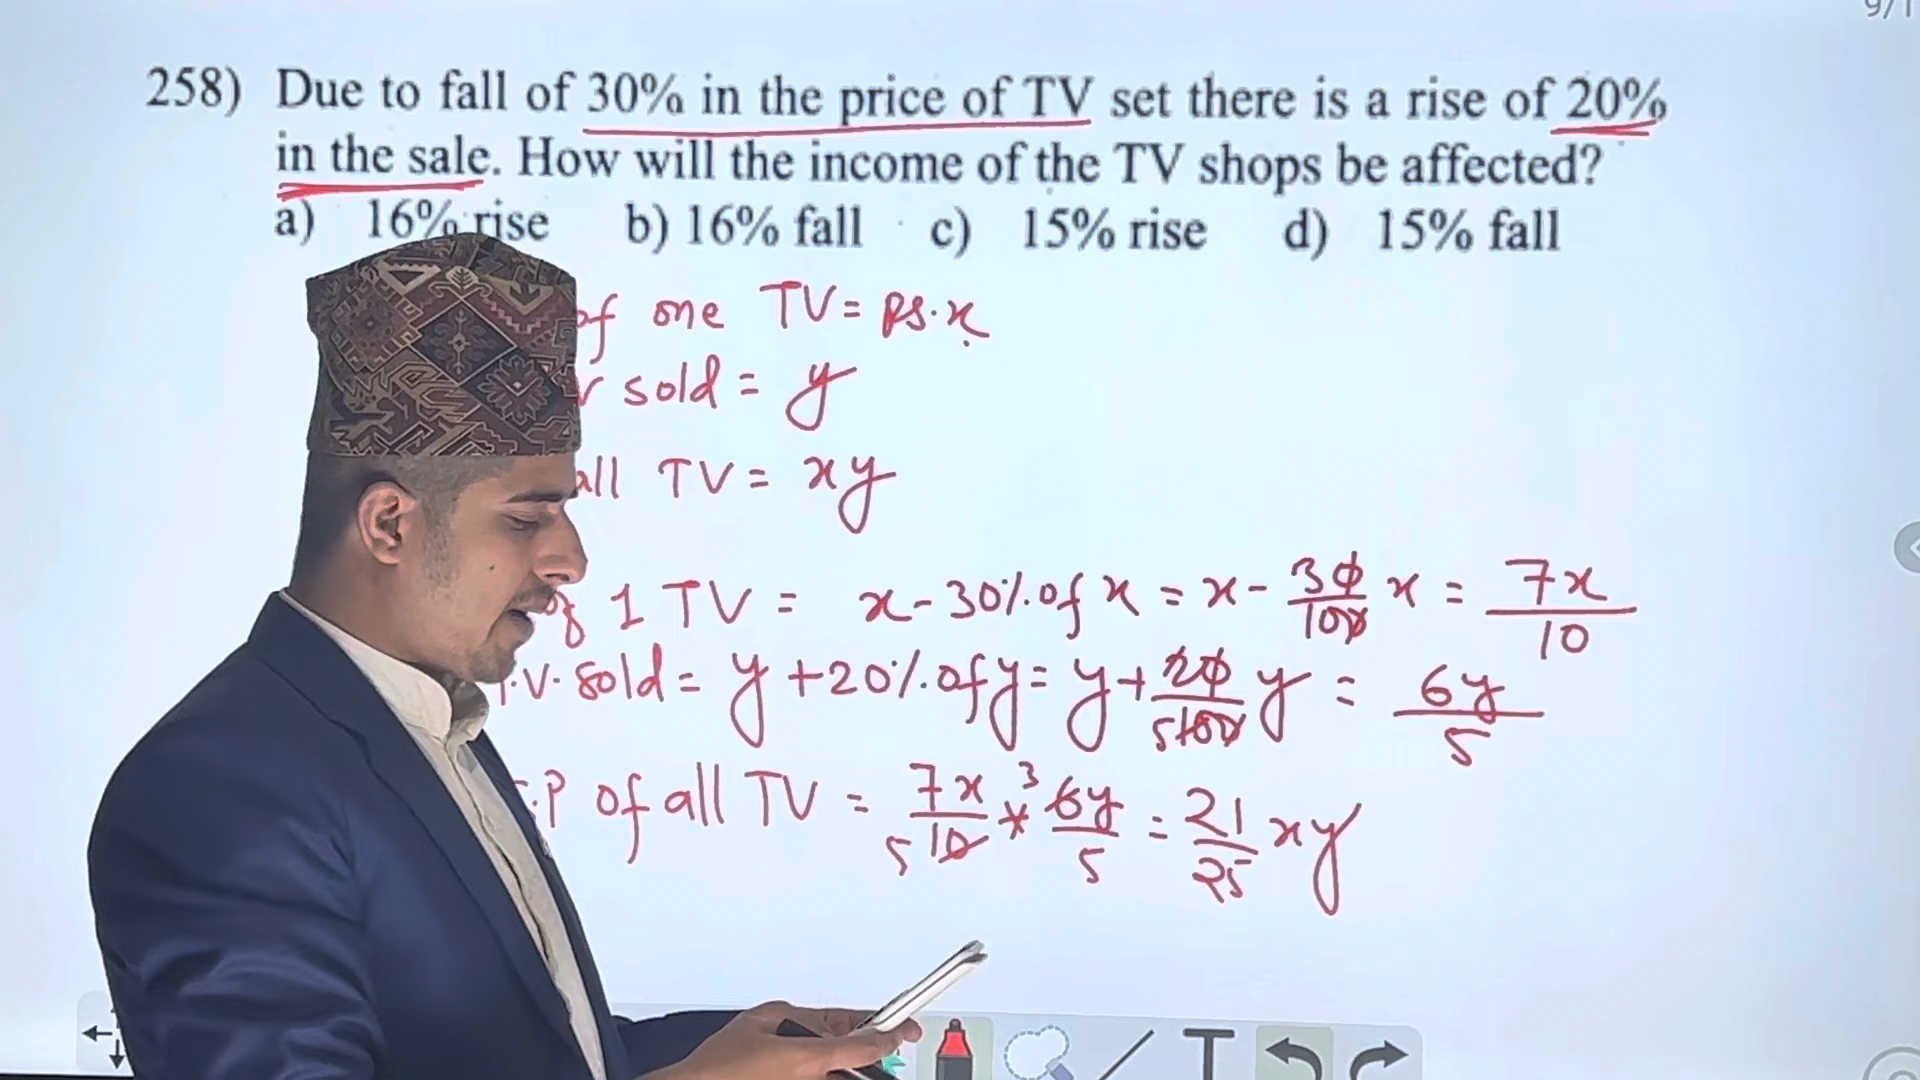 258) Due to fall of 30% in the price of TV set there is a rise of 20%
in the sale. How will the income of the TV shops be affected?
a) 16% rise b) 16% fall c) 15% rise d) 15% fall
of one TV = Rs. x
sold = y
all TV = xy
of 1 TV = x - 30% of x = x - 30/100 x = 7x/10
T.V. sold = y + 20% of y = y + 20/5100 y = 6y/5
.P of all TV = 7x/5 10 * 3 6y/5 = 21/25 xy
T